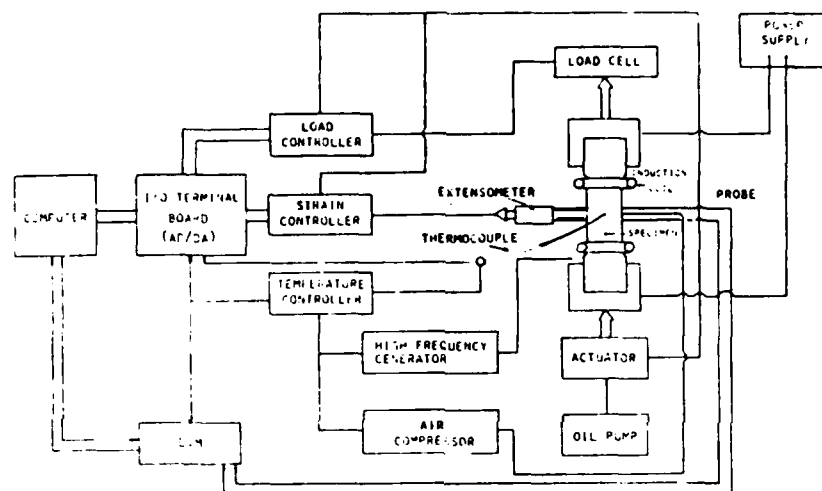 POWER
SUPPLY
LOAD CELL
LOAD
CONTROLLER
INDUCTION
PROBE
I/O TERMINAL
BOARD
(AD/DA)
STRAIN
CONTROLLER
EXTENSOMETER
COMPUTER
THERMOCOUPLE
SPECIMEN
TEMPERATURE
CONTROLLER
HIGH FREQUENCY
GENERATOR
ACTUATOR
AIR
COMPRESSOR
OIL PUMP